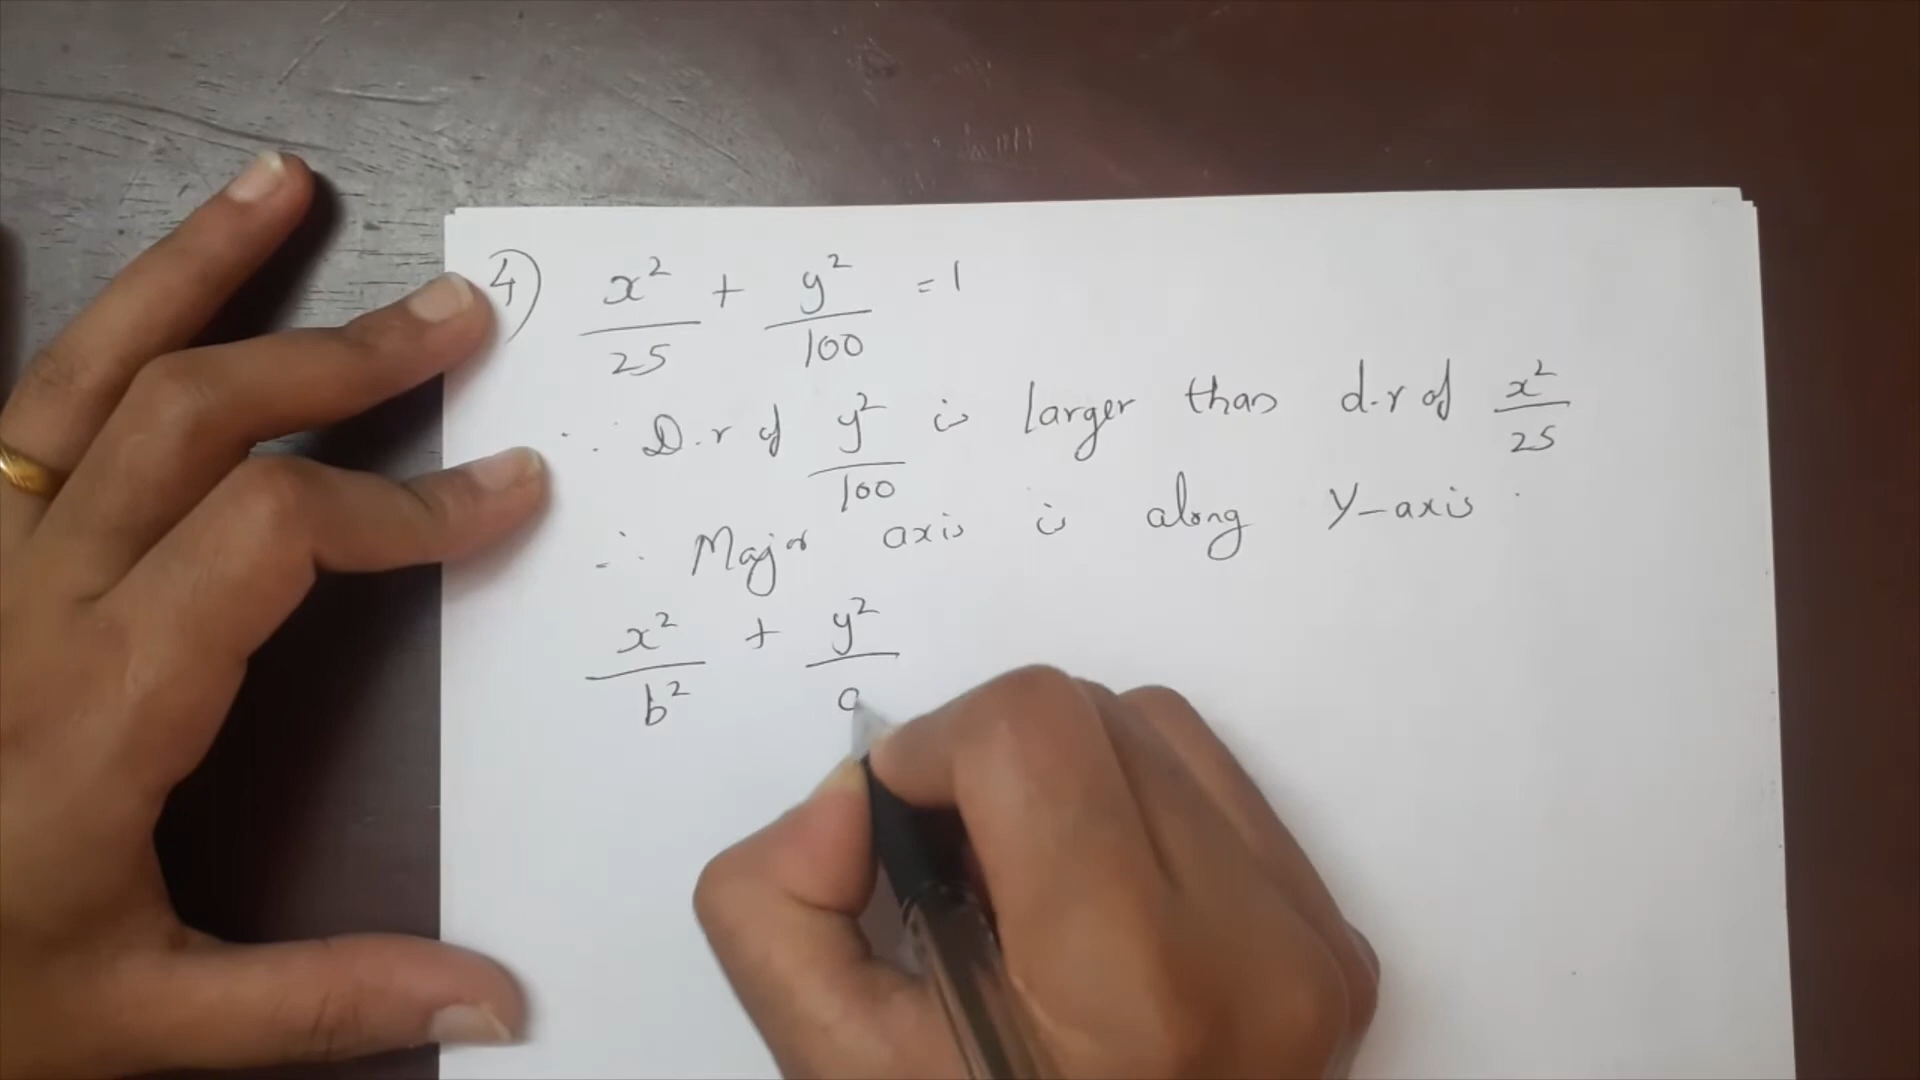 4) x²/25 + y²/100 = 1
∵ D.r of y²/100 is larger than d.r of x²/25
∴ Major axis is along Y-axis.
x²/b² + y²/a